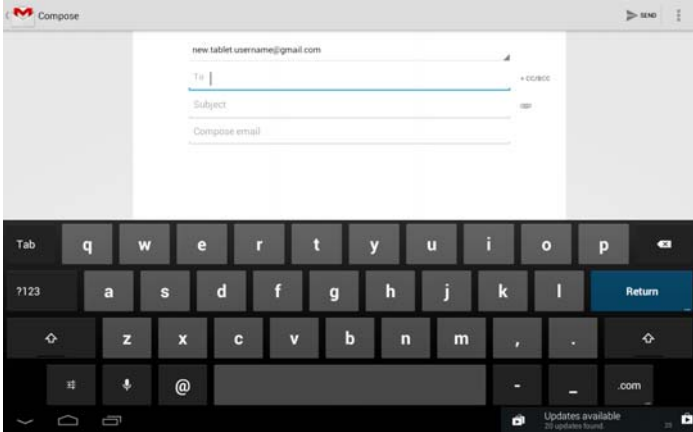 Compose
SEND
new.tablet.username@gmail.com
To
+ CC/BCC
Subject
Compose email
Tab q w e r t y u i o p
?123 a s d f g h j k l Return
z x c v b n m , .
@ - _ .com
Updates available
20 updates found.